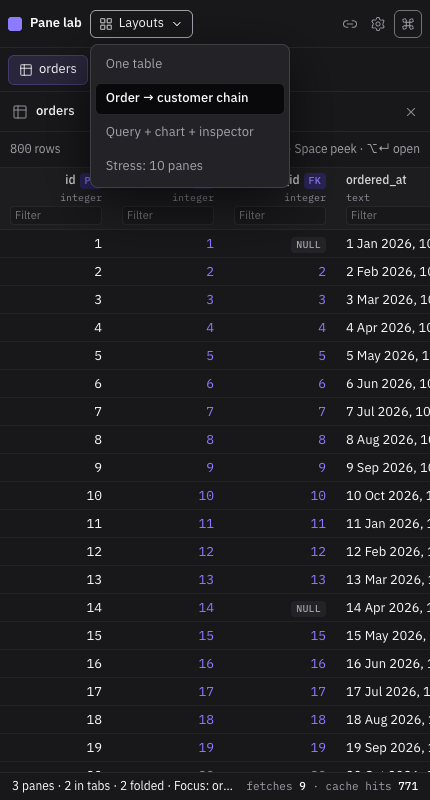 Pane lab Layouts
orders
One table
Order → customer chain
Query + chart + inspector
Stress: 10 panes
orders
800 rows · Space peek · ⌥↵ open
id id FK ordered_at
integer integer integer text
Filter Filter Filter Filter
1 1 NULL 1 Jan 2026, 10
2 2 2 2 Feb 2026, 1
3 3 3 3 Mar 2026, 1
4 4 4 4 Apr 2026, 1
5 5 5 5 May 2026, 1
6 6 6 6 Jun 2026, 1
7 7 7 7 Jul 2026, 10
8 8 8 8 Aug 2026, 1
9 9 9 9 Sep 2026, 1
10 10 10 10 Oct 2026, 1
11 11 11 11 Jan 2026, 1
12 12 12 12 Feb 2026, 1
13 13 13 13 Mar 2026, 1
14 14 NULL 14 Apr 2026, 1
15 15 15 15 May 2026,
16 16 16 16 Jun 2026, 1
17 17 17 17 Jul 2026, 1
18 18 18 18 Aug 2026, 1
19 19 19 19 Sep 2026, 1
3 panes · 2 in tabs · 2 folded · Focus: or… fetches 9 · cache hits 771